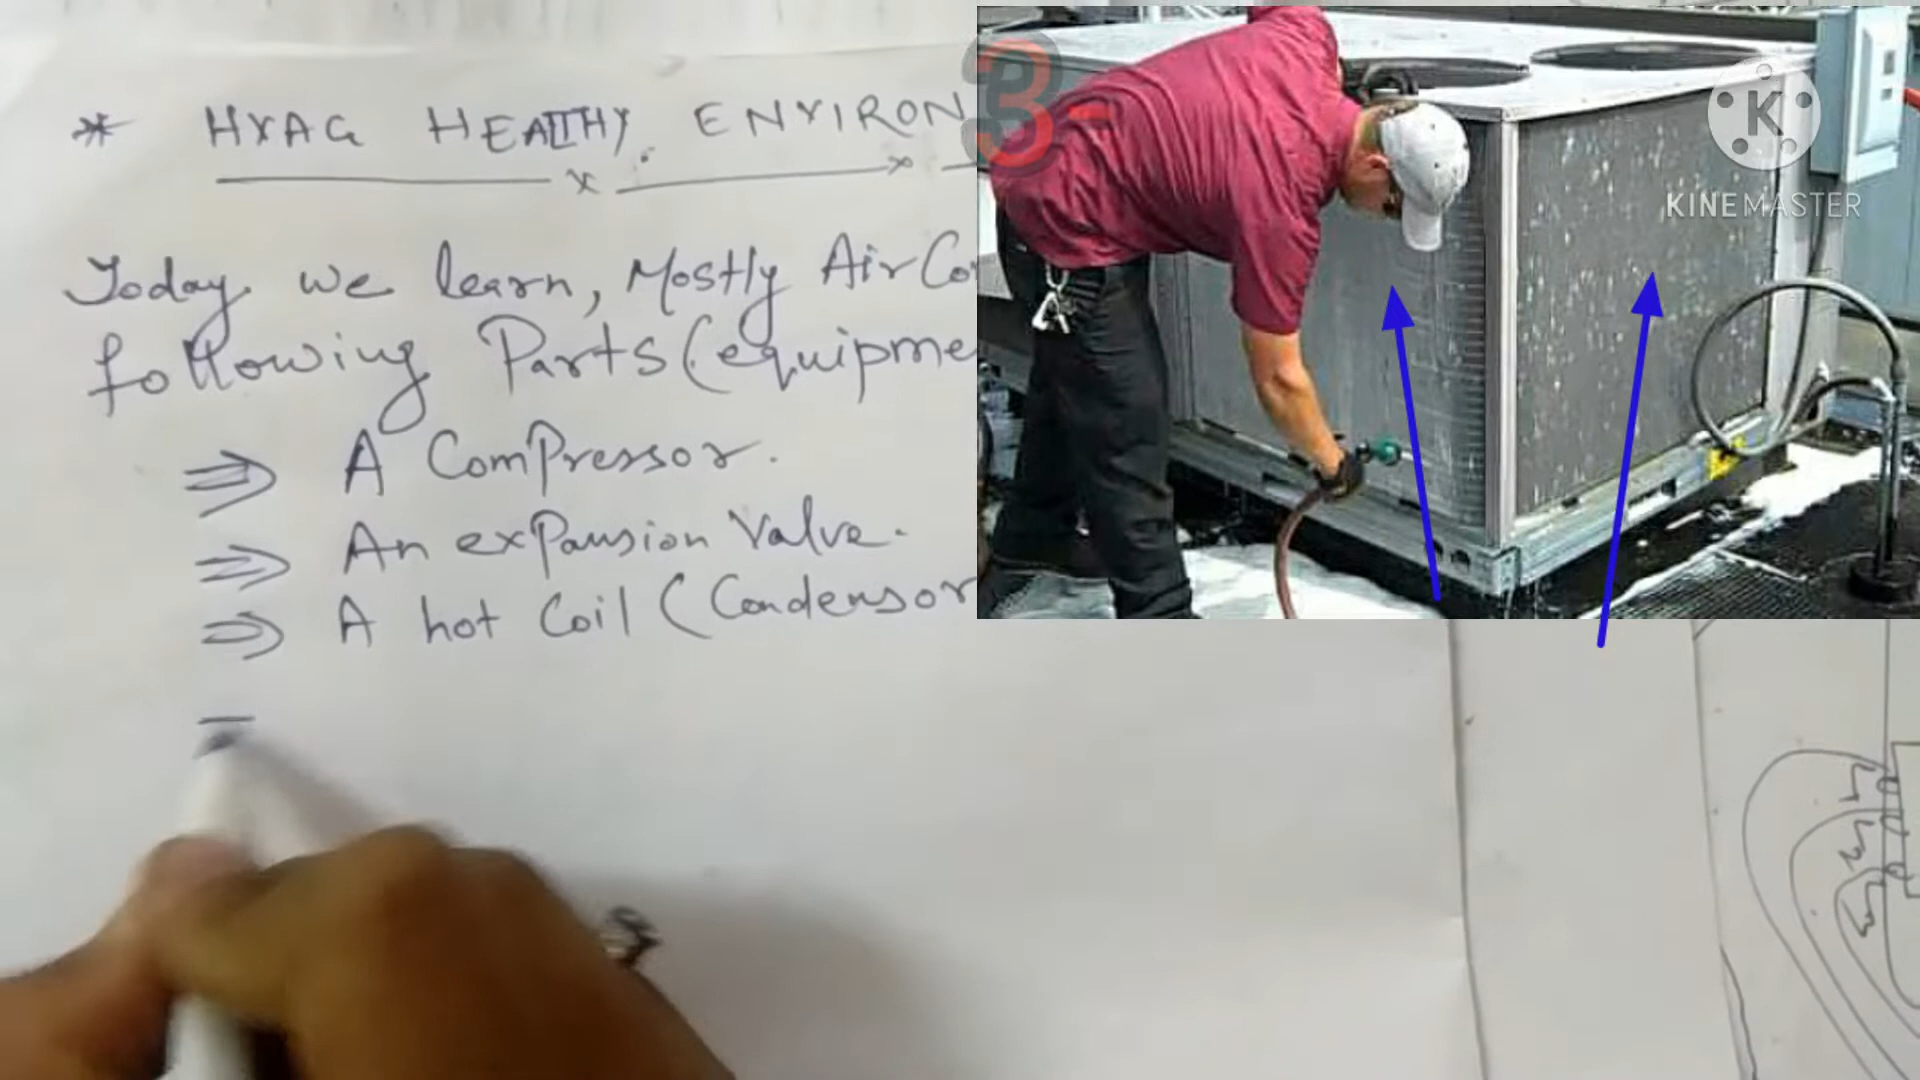 * HVAC HEALTHY. ENVIRON
Today we learn, Mostly Air Co
following Parts (equipme
⇒ A Compressor.
⇒ An expansion Valve.
⇒ A hot Coil (Condensor
3-
K
KINEMASTER